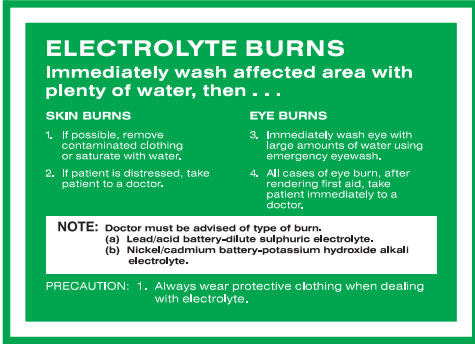 ELECTROLYTE BURNS
Immediately wash affected area with
plenty of water, then . . .
SKIN BURNS
1. If possible, remove
contaminated clothing
or saturate with water.
2. If patient is distressed, take
patient to a doctor.
EYE BURNS
3. Immediately wash eye with
large amounts of water using
emergency eyewash.
4. All cases of eye burn, after
rendering first aid, take
patient immediately to a
doctor.
NOTE: Doctor must be advised of type of burn.
(a) Lead/acid battery-dilute sulphuric electrolyte.
(b) Nickel/cadmium battery-potassium hydroxide alkali
electrolyte.
PRECAUTION: 1. Always wear protective clothing when dealing
with electrolyte.